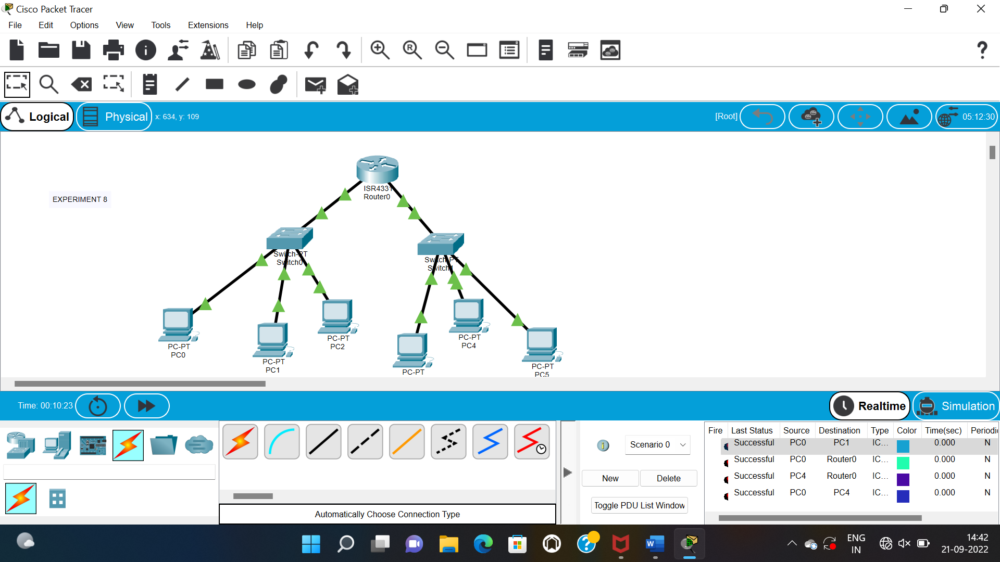 Cisco Packet Tracer
File Edit Options View Tools Extensions Help
Logical Physical x: 634, y: 109 [Root] 05:12:30
EXPERIMENT 8
ISR4331
Router0
Switch-PT
Switch0
Switch-PT
Switch1
PC-PT
PC0
PC-PT
PC1
PC-PT
PC2
PC-PT
PC-PT
PC4
PC-PT
PC5
Time: 00:10:23 Realtime Simulation
Scenario 0
New Delete
Toggle PDU List Window
Automatically Choose Connection Type
Fire Last Status Source Destination Type Color Time(sec) Periodi
Successful PC0 PC1 IC... 0.000 N
Successful PC0 Router0 IC... 0.000 N
Successful PC4 Router0 IC... 0.000 N
Successful PC0 PC4 IC... 0.000 N
ENG
IN
14:42
21-09-2022